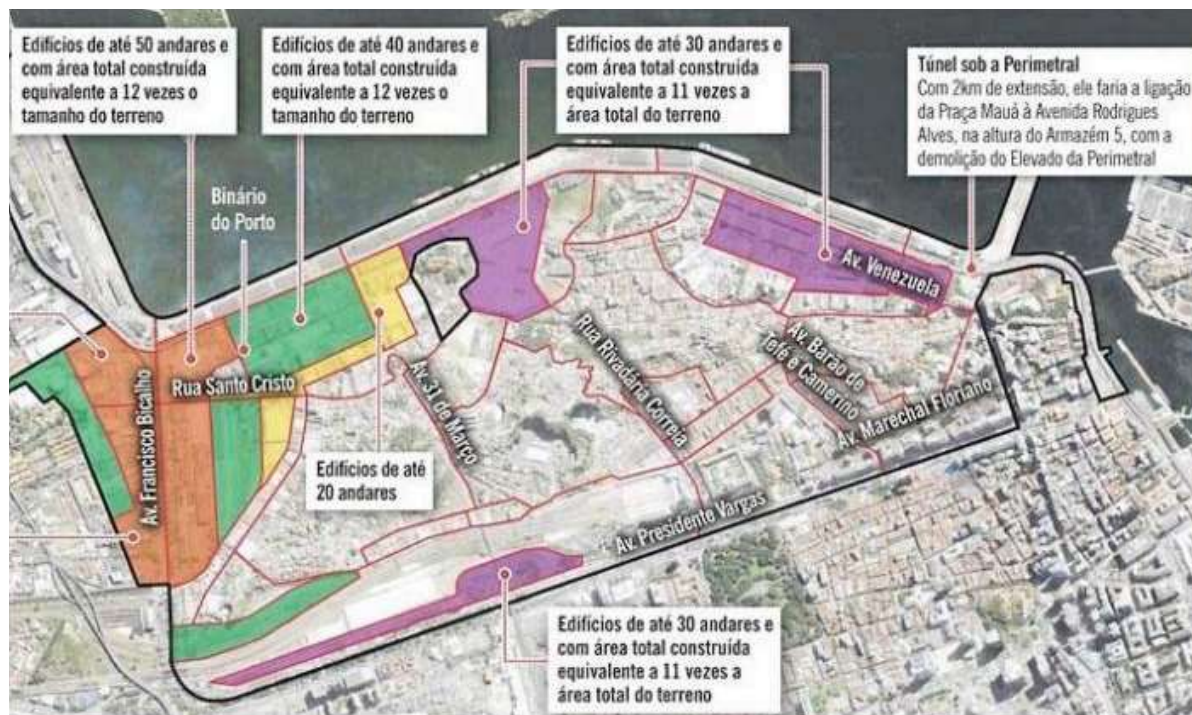 Edifícios de até 50 andares e
com área total construída
equivalente a 12 vezes o
tamanho do terreno
Edifícios de até 40 andares e
com área total construída
equivalente a 12 vezes o
tamanho do terreno
Edifícios de até 30 andares e
com área total construída
equivalente a 11 vezes a
área total do terreno
Túnel sob a Perimetral
Com 2km de extensão, ele faria a ligação
da Praça Mauá à Avenida Rodrigues
Alves, na altura do Armazém 5, com a
demolição do Elevado da Perimetral
Binário
do Porto
Av. Venezuela
Rua Santo Cristo
Av. Francisco Bicalho
Av. 31 de Março
Rua Rivadária Correia
Av. Barão de
Tefé e Camerino
Av. Marechal Floriano
Edifícios de até
20 andares
Av. Presidente Vargas
Edifícios de até 30 andares e
com área total construída
equivalente a 11 vezes a
área total do terreno